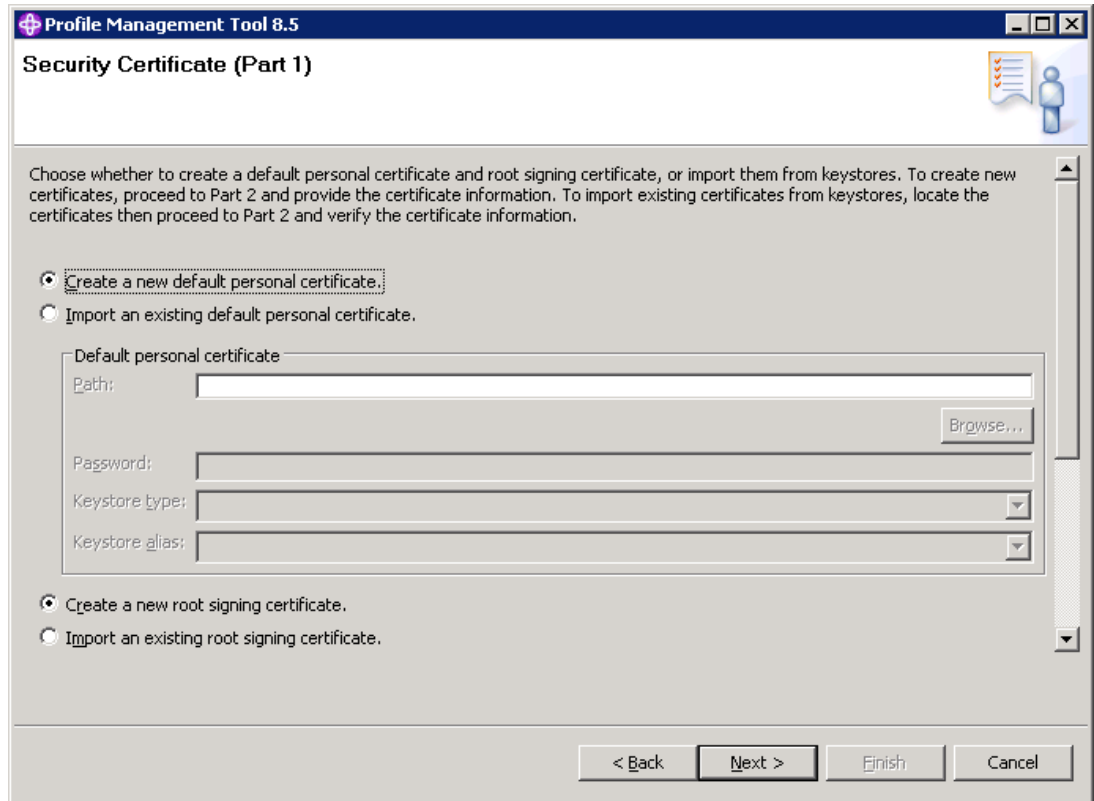 Profile Management Tool 8.5
Security Certificate (Part 1)
Choose whether to create a default personal certificate and root signing certificate, or import them from keystores. To create new
certificates, proceed to Part 2 and provide the certificate information. To import existing certificates from keystores, locate the
certificates then proceed to Part 2 and verify the certificate information.
Create a new default personal certificate.
Import an existing default personal certificate.
Default personal certificate
Path:
Browse...
Password:
Keystore type:
Keystore alias:
Create a new root signing certificate.
Import an existing root signing certificate.
< Back Next > Finish Cancel